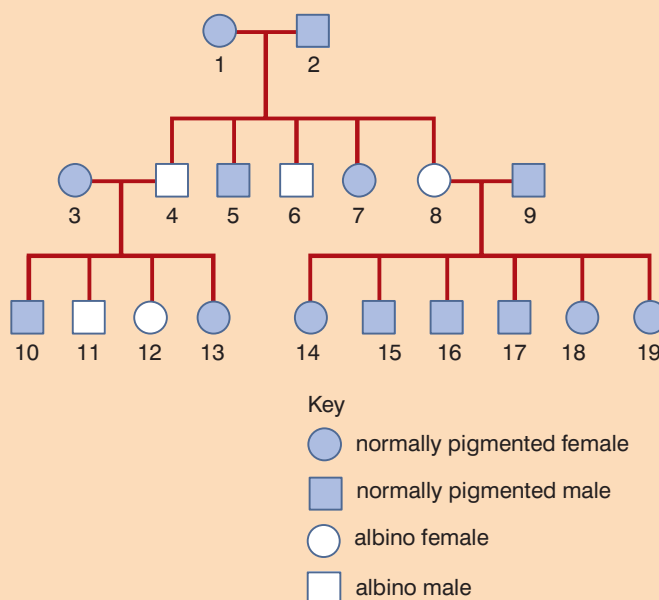 1 2
3 4 5 6 7 8 9
10 11 12 13 14 15 16 17 18 19
Key
normally pigmented female
normally pigmented male
albino female
albino male